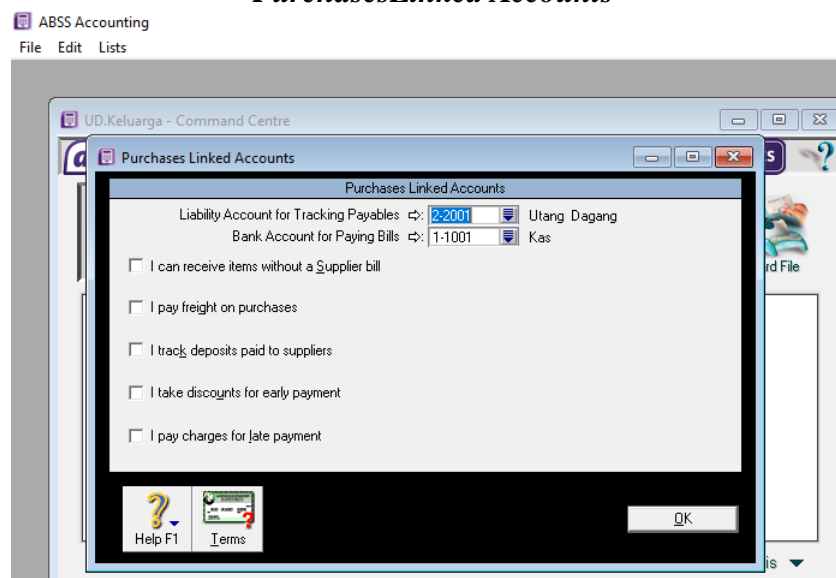 ABSS Accounting
File Edit Lists
UD.Keluarga - Command Centre
Purchases Linked Accounts
Purchases Linked Accounts
Liability Account for Tracking Payables 2-2001 Utang Dagang
Bank Account for Paying Bills 1-1001 Kas
rd File
I can receive items without a Supplier bill
I pay freight on purchases
I track deposits paid to suppliers
I take discounts for early payment
I pay charges for late payment
Help F1 Terms
OK
is